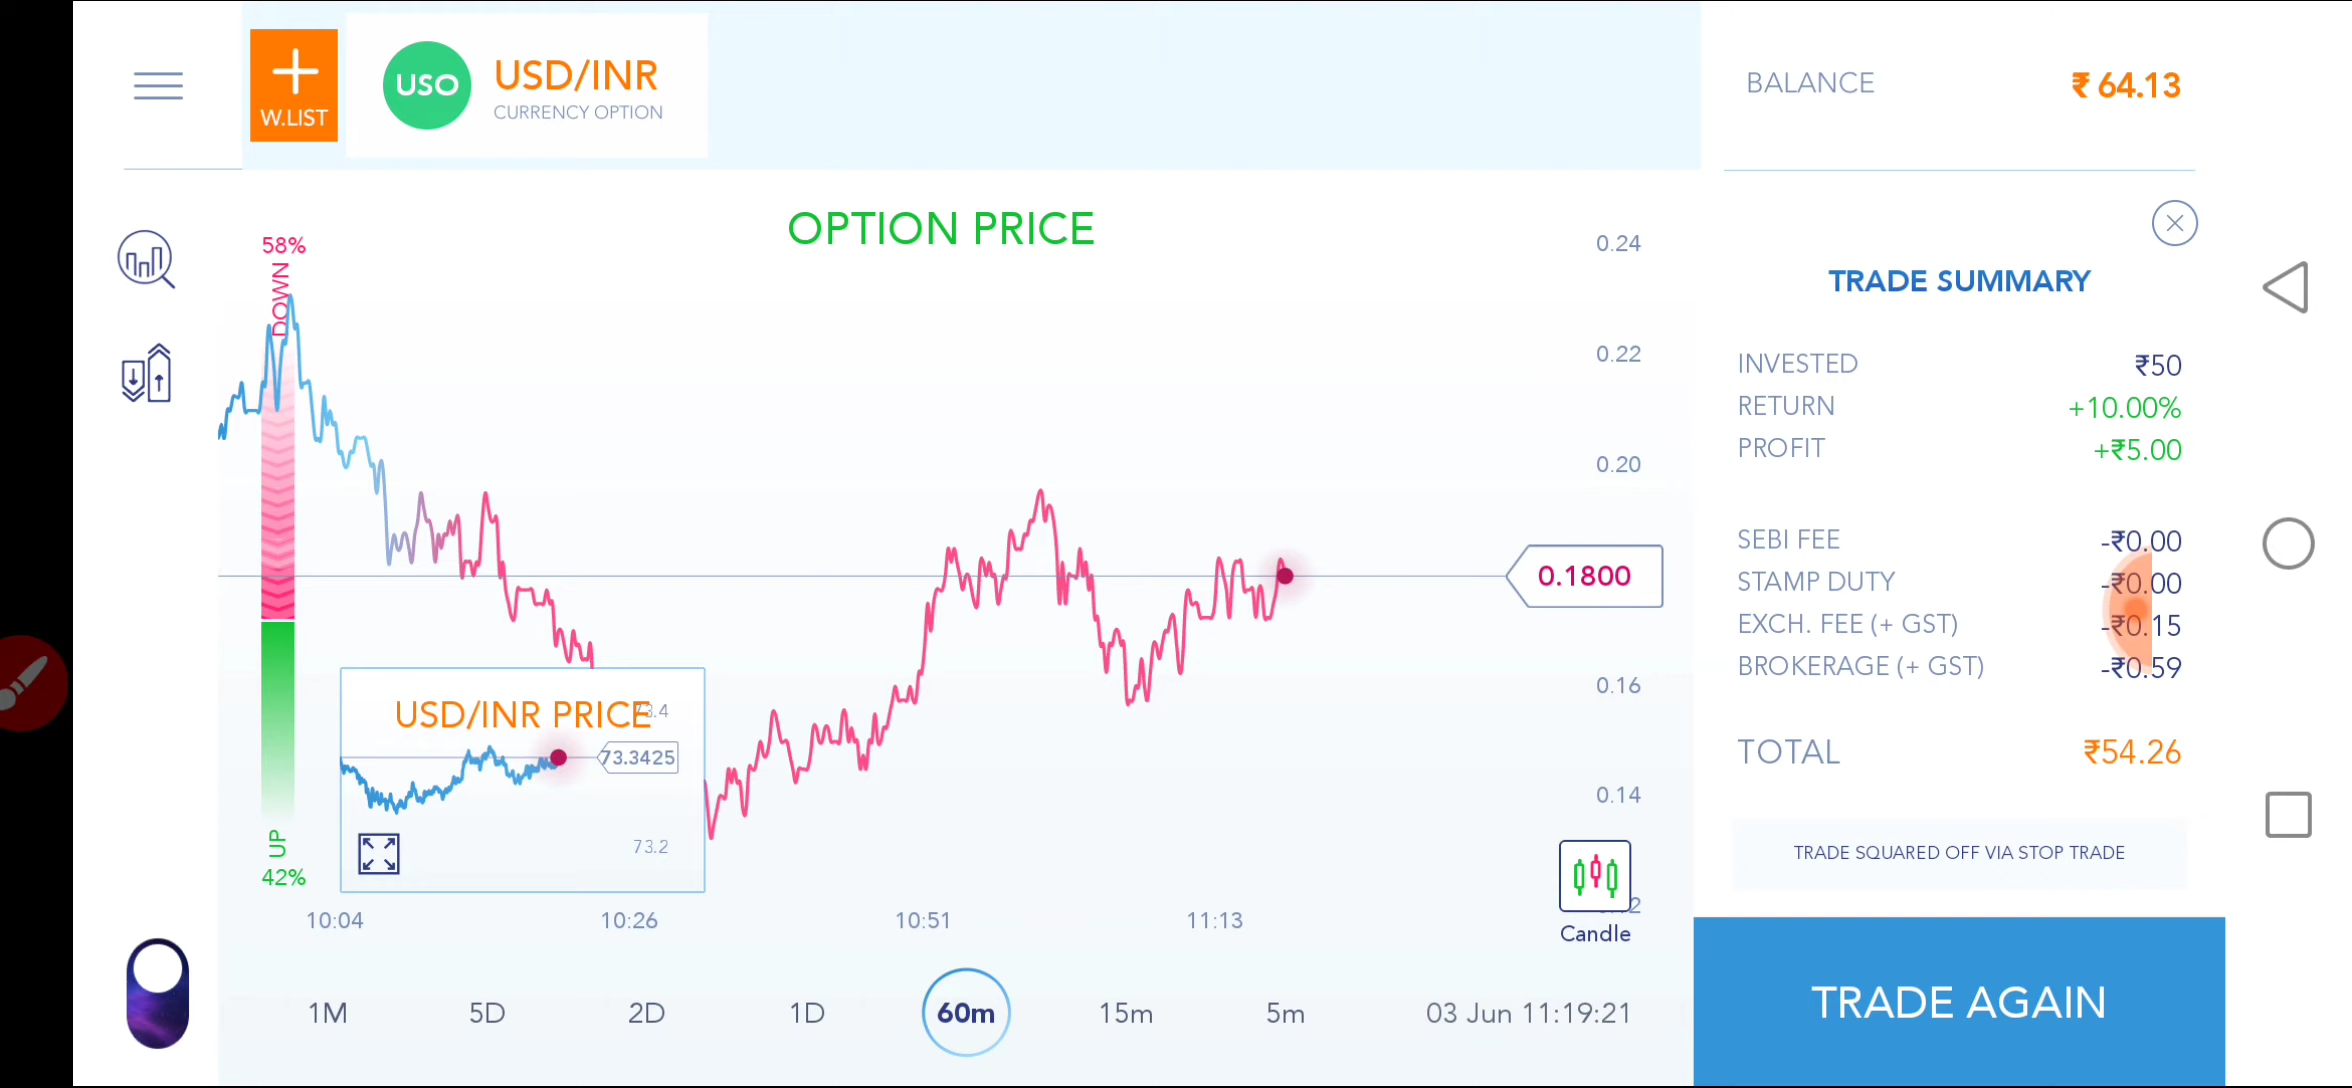 W.LIST
USO
USD/INR
CURRENCY OPTION
BALANCE
₹ 64.13
OPTION PRICE
58%
DOWN
0.24
0.22
0.20
0.1800
0.16
0.14
USD/INR PRICE
73.4
73.3425
73.2
UP
42%
10:04
10:26
10:51
11:13
Candle
1M
5D
2D
1D
60m
15m
5m
03 Jun 11:19:21
TRADE SUMMARY
INVESTED ₹50
RETURN +10.00%
PROFIT +₹5.00
SEBI FEE -₹0.00
STAMP DUTY -₹0.00
EXCH. FEE (+ GST) -₹0.15
BROKERAGE (+ GST) -₹0.59
TOTAL ₹54.26
TRADE SQUARED OFF VIA STOP TRADE
TRADE AGAIN